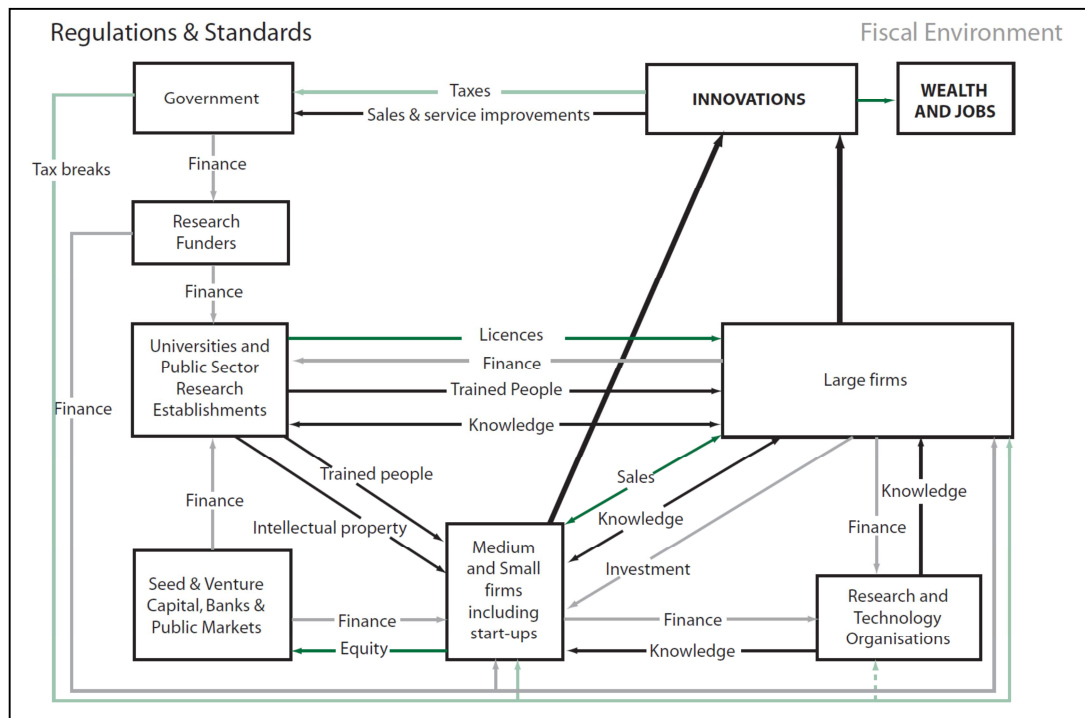 Regulations & Standards
Fiscal Environment
Government
Taxes
Sales & service improvements
INNOVATIONS
WEALTH
AND JOBS
Tax breaks
Finance
Research
Funders
Finance
Universities and
Public Sector
Research
Establishments
Licences
Finance
Trained People
Knowledge
Large firms
Finance
Trained people
Intellectual property
Sales
Knowledge
Investment
Knowledge
Finance
Finance
Seed & Venture
Capital, Banks &
Public Markets
Finance
Equity
Medium
and Small
firms
including
start-ups
Finance
Knowledge
Research and
Technology
Organisations